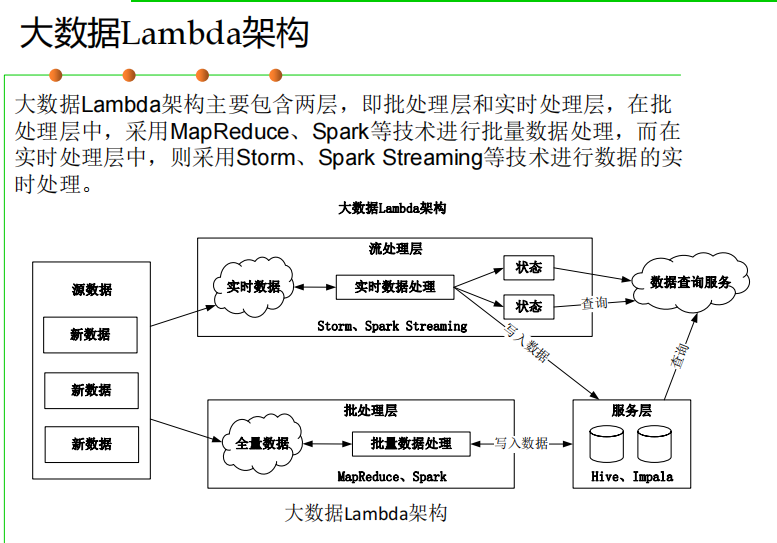 大数据Lambda架构
大数据Lambda架构主要包含两层，即批处理层和实时处理层，在批
处理层中，采用MapReduce、Spark等技术进行批量数据处理，而在
实时处理层中，则采用Storm、Spark Streaming等技术进行数据的实
时处理。
大数据Lambda架构
源数据
新数据
新数据
新数据
流处理层
实时数据
实时数据处理
状态
状态
Storm、Spark Streaming
查询
数据查询服务
写入数据
查询
批处理层
全量数据
批量数据处理
MapReduce、Spark
写入数据
服务层
Hive、Impala
大数据Lambda架构